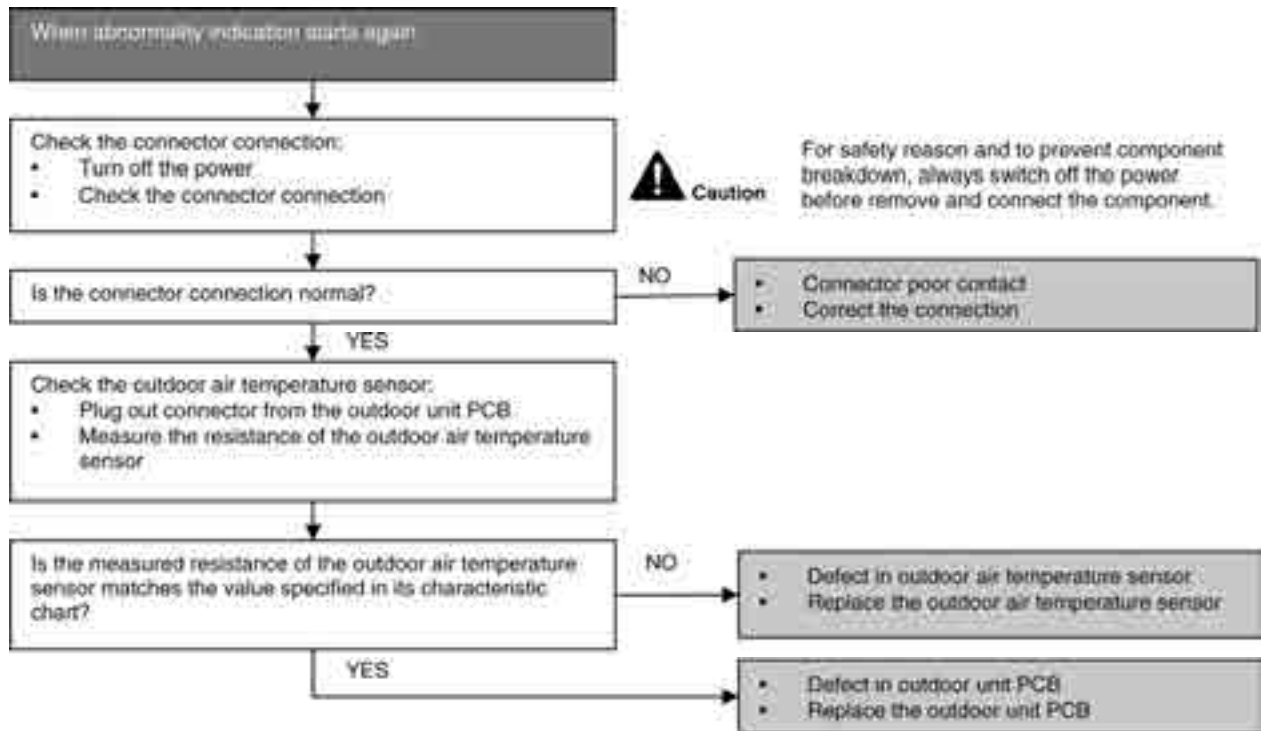 When abnormality indication starts again
Check the connector connection:
▪ Turn off the power
▪ Check the connector connection
Caution
For safety reason and to prevent component
breakdown, always switch off the power
before remove and connect the component.
Is the connector connection normal?
NO
▪ Connector poor contact
▪ Correct the connection
YES
Check the outdoor air temperature sensor:
▪ Plug out connector from the outdoor unit PCB
▪ Measure the resistance of the outdoor air temperature
sensor
Is the measured resistance of the outdoor air temperature
sensor matches the value specified in its characteristic
chart?
NO
▪ Defect in outdoor air temperature sensor
▪ Replace the outdoor air temperature sensor
YES
▪ Defect in outdoor unit PCB
▪ Replace the outdoor unit PCB